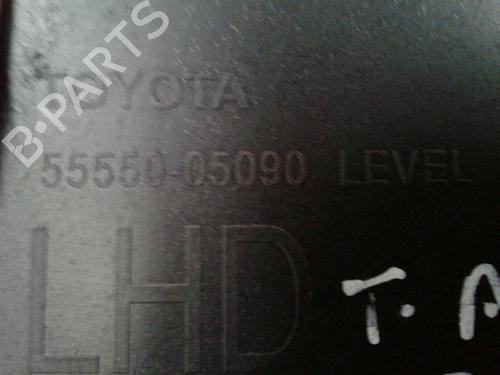 B-PARTS
TOYOTA
55550-05090 LEVEL
LHD
T. A